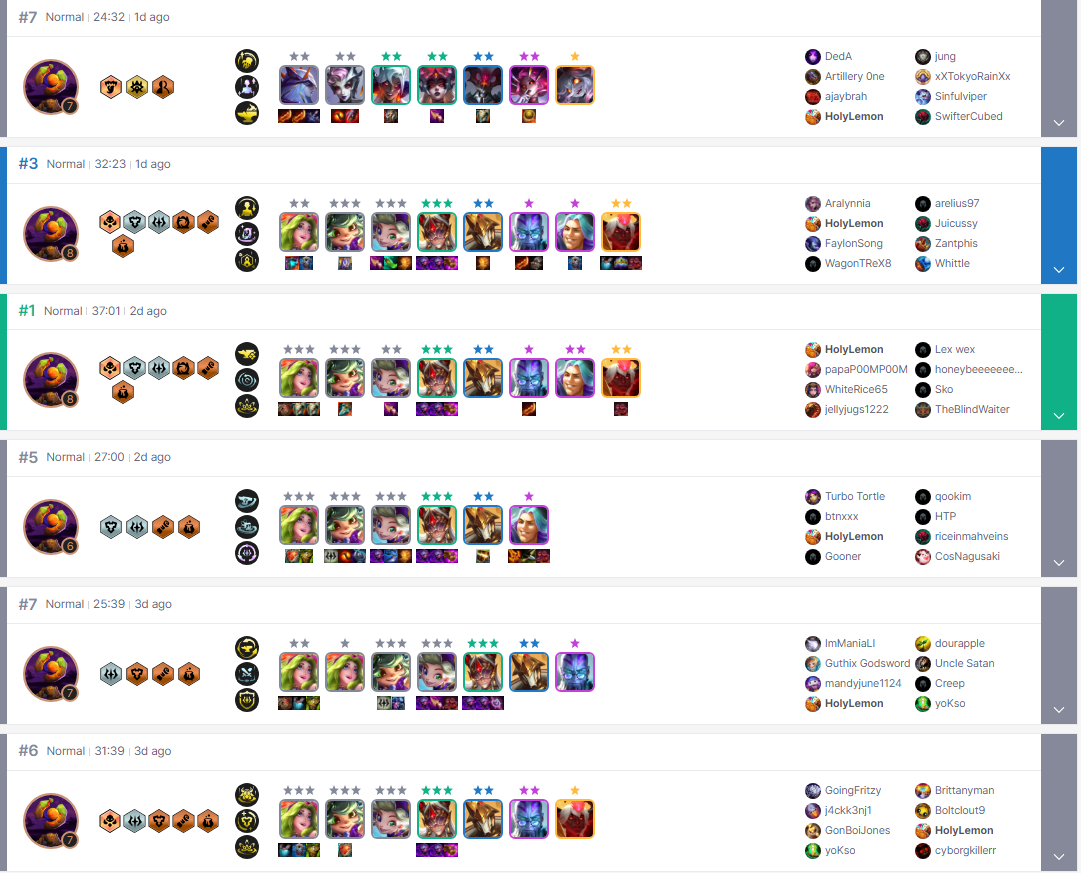 #7 Normal | 24:32 | 1d ago
7
DedA jung
Artillery 0ne xXTokyoRainXx
ajaybrah Sinfulviper
HolyLemon SwifterCubed
#3 Normal | 32:23 | 1d ago
8
Aralynnia arelius97
HolyLemon Juicussy
FaylonSong Zantphis
WagonTReX8 Whittle
#1 Normal | 37:01 | 2d ago
8
HolyLemon Lex wex
papaP00MP00M honeybeeeeeee...
WhiteRice65 Sko
jellyjugs1222 TheBlindWaiter
#5 Normal | 27:00 | 2d ago
6
Turbo Tortle qookim
btnxxx HTP
HolyLemon riceinmahveins
Gooner CosNagusaki
#7 Normal | 25:39 | 3d ago
7
ImManiaLI dourapple
Guthix Godsword Uncle Satan
mandyjune1124 Creep
HolyLemon yoKso
#6 Normal | 31:39 | 3d ago
7
GoingFritzy Brittanyman
j4ckk3nj1 Boltclout9
GonBoiJones HolyLemon
yoKso cyborgkillerr